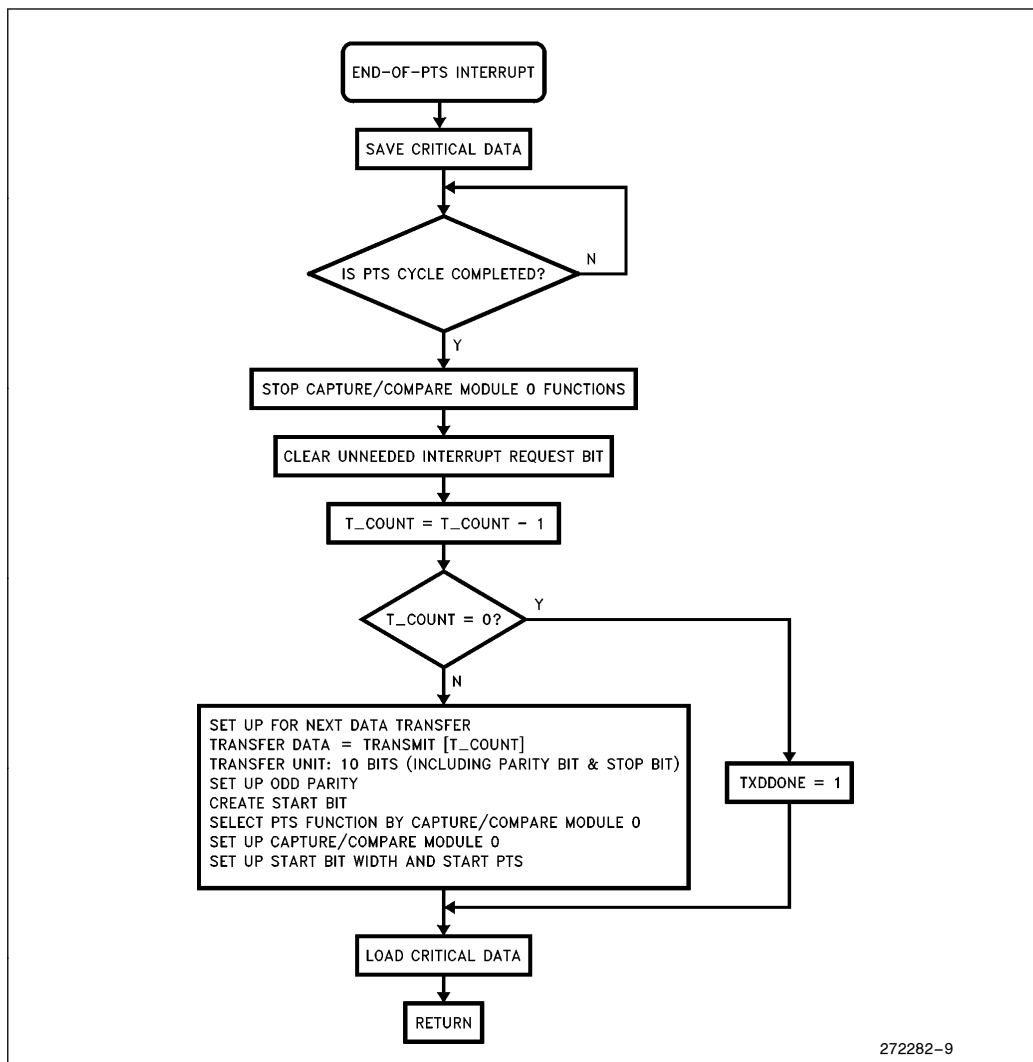 END-OF-PTS INTERRUPT
SAVE CRITICAL DATA
IS PTS CYCLE COMPLETED?
N
Y
STOP CAPTURE/COMPARE MODULE 0 FUNCTIONS
CLEAR UNNEEDED INTERRUPT REQUEST BIT
T_COUNT = T_COUNT - 1
T_COUNT = 0?
Y
N
SET UP FOR NEXT DATA TRANSFER
TRANSFER DATA = TRANSMIT [T_COUNT]
TRANSFER UNIT: 10 BITS (INCLUDING PARITY BIT & STOP BIT)
SET UP ODD PARITY
CREATE START BIT
SELECT PTS FUNCTION BY CAPTURE/COMPARE MODULE 0
SET UP CAPTURE/COMPARE MODULE 0
SET UP START BIT WIDTH AND START PTS
TXDDONE = 1
LOAD CRITICAL DATA
RETURN
272282-9